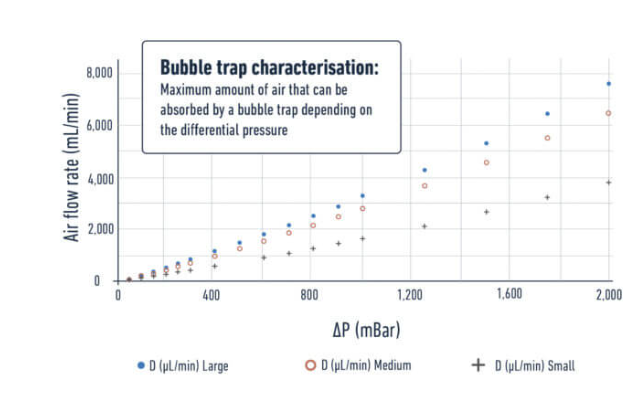 Bubble trap characterisation:
Maximum amount of air that can be
absorbed by a bubble trap depending on
the differential pressure
Air flow rate (mL/min)
8,000
6,000
4,000
2,000
0
0 400 800 1,200 1,600 2,000
ΔP (mBar)
D (µL/min) Large
D (µL/min) Medium
D (µL/min) Small